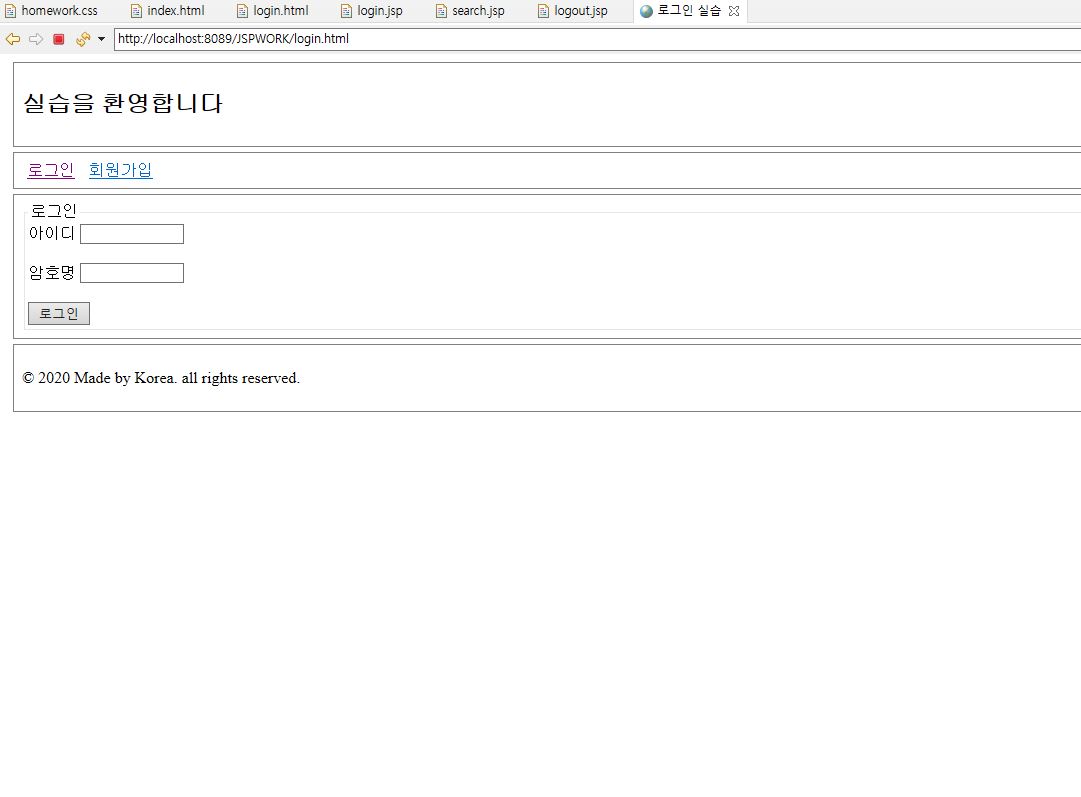 homework.css index.html login.html login.jsp search.jsp logout.jsp 로그인 실습
http://localhost:8089/JSPWORK/login.html
실습을 환영합니다
로그인 회원가입
로그인
아이디
암호명
로그인
© 2020 Made by Korea. all rights reserved.